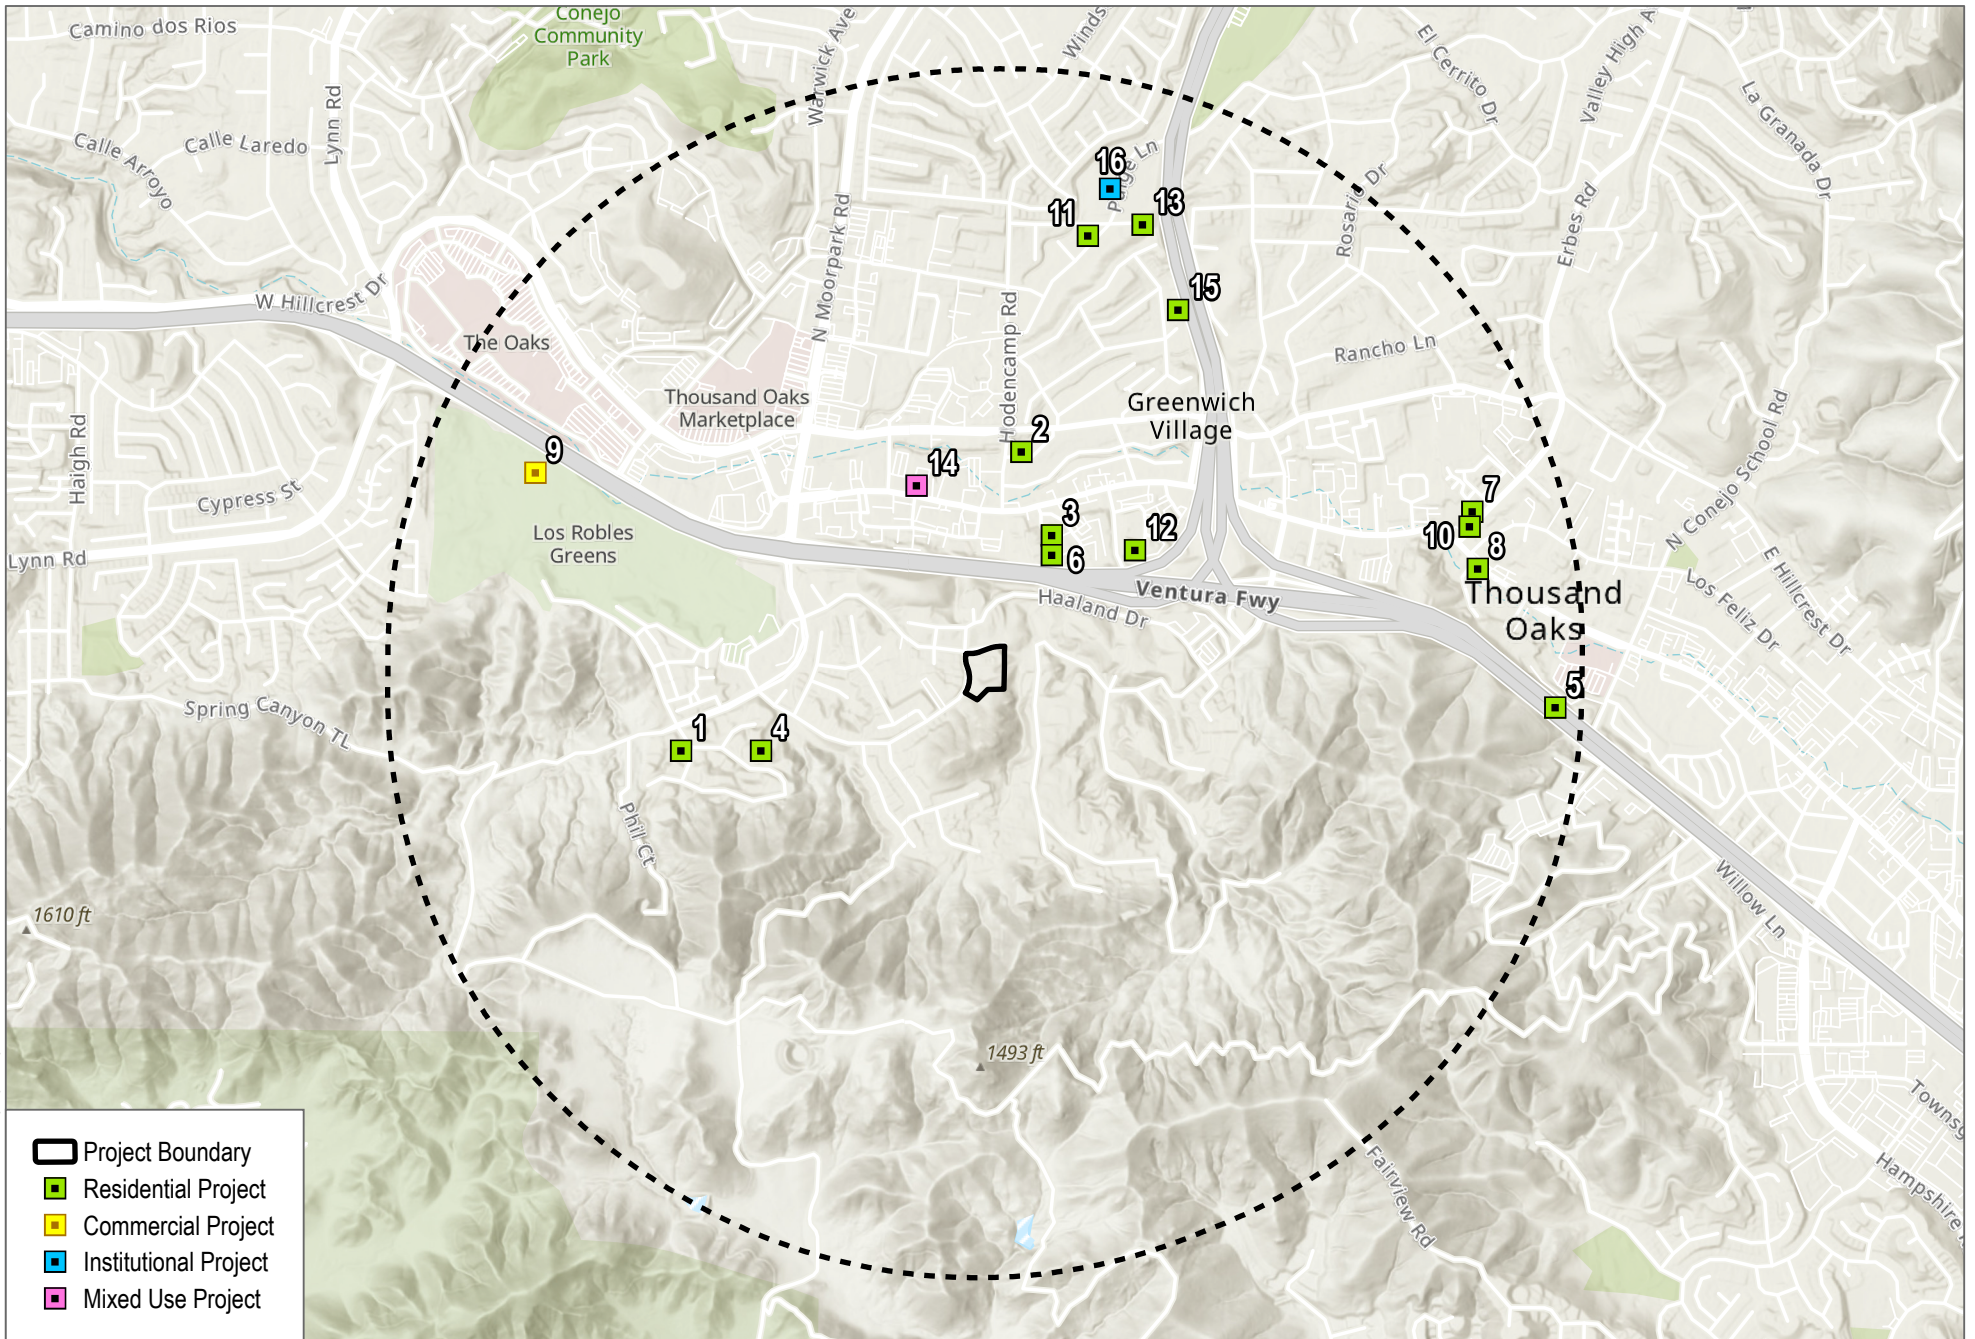 Camino dos Rios
Conejo
Community
Park
Warwick Ave
Winds
El Cerrito Dr
Valley High A
La Granada Dr
Lynn Rd
Calle Laredo
Calle Arroyo
16
Paige Ln
11
13
Rosario Dr
Erbes Rd
N Moorpark Rd
W Hillcrest Dr
15
The Oaks
Hodencamp Rd
Rancho Ln
Thousand Oaks
Marketplace
Greenwich
Village
Haigh Rd
9
2
14
N Conejo School Rd
Cypress St
7
3
12
10
8
Los Robles
Greens
6
Lynn Rd
Haaland Dr
Ventura Fwy
Thousand
Oaks
Los Feliz Dr
E Hillcrest Dr
5
Spring Canyon TL
1
4
Phil Ct
Willow Ln
1610 ft
1493 ft
Fairview Rd
Townsg
Hampshire
Project Boundary
Residential Project
Commercial Project
Institutional Project
Mixed Use Project